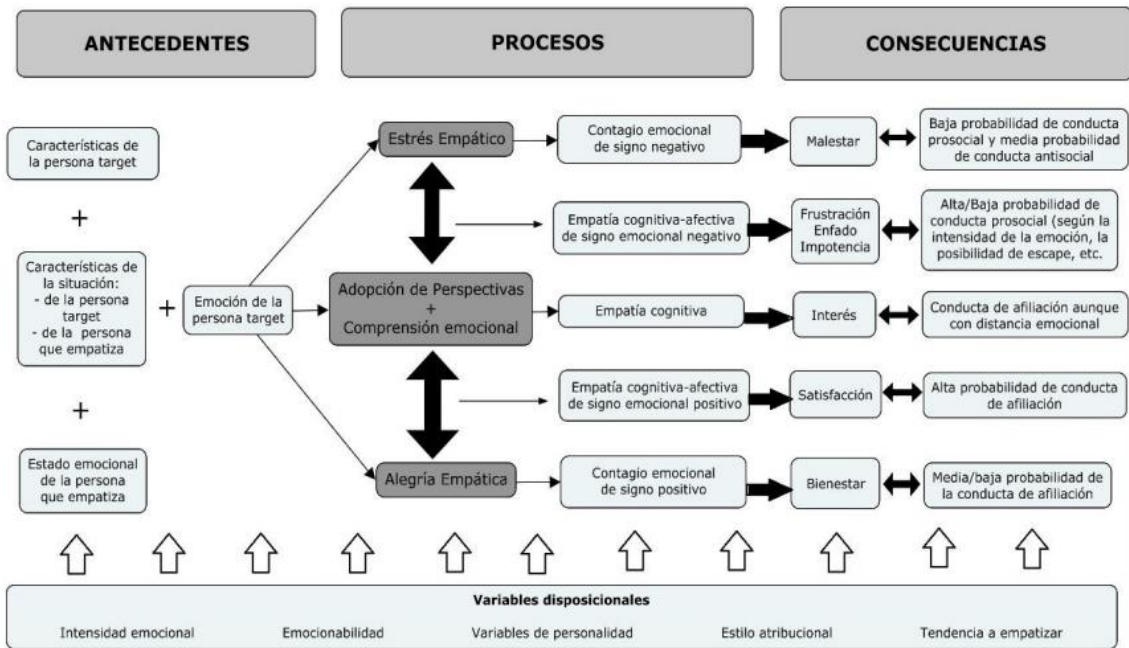 ANTECEDENTES
PROCESOS
CONSECUENCIAS
Características de
la persona target
+
Características de
la situación:
- de la persona
target
- de la persona
que empatiza
+
Estado emocional
de la persona
que empatiza
+
Emoción de la
persona target
Estrés Empático
Adopción de Perspectivas
+
Comprensión emocional
Alegría Empática
Contagio emocional
de signo negativo
Malestar
Baja probabilidad de conducta
prosocial y media probabilidad
de conducta antisocial
Empatía cognitiva-afectiva
de signo emocional negativo
Frustración
Enfado
Impotencia
Alta/Baja probabilidad de
conducta prosocial (según la
intensidad de la emoción, la
posibilidad de escape, etc.
Empatía cognitiva
Interés
Conducta de afiliación aunque
con distancia emocional
Empatía cognitiva-afectiva
de signo emocional positivo
Satisfacción
Alta probabilidad de conducta
de afiliación
Contagio emocional
de signo positivo
Bienestar
Media/baja probabilidad de
la conducta de afiliación
Variables disposicionales
Intensidad emocional
Emocionabilidad
Variables de personalidad
Estilo atribucional
Tendencia a empatizar